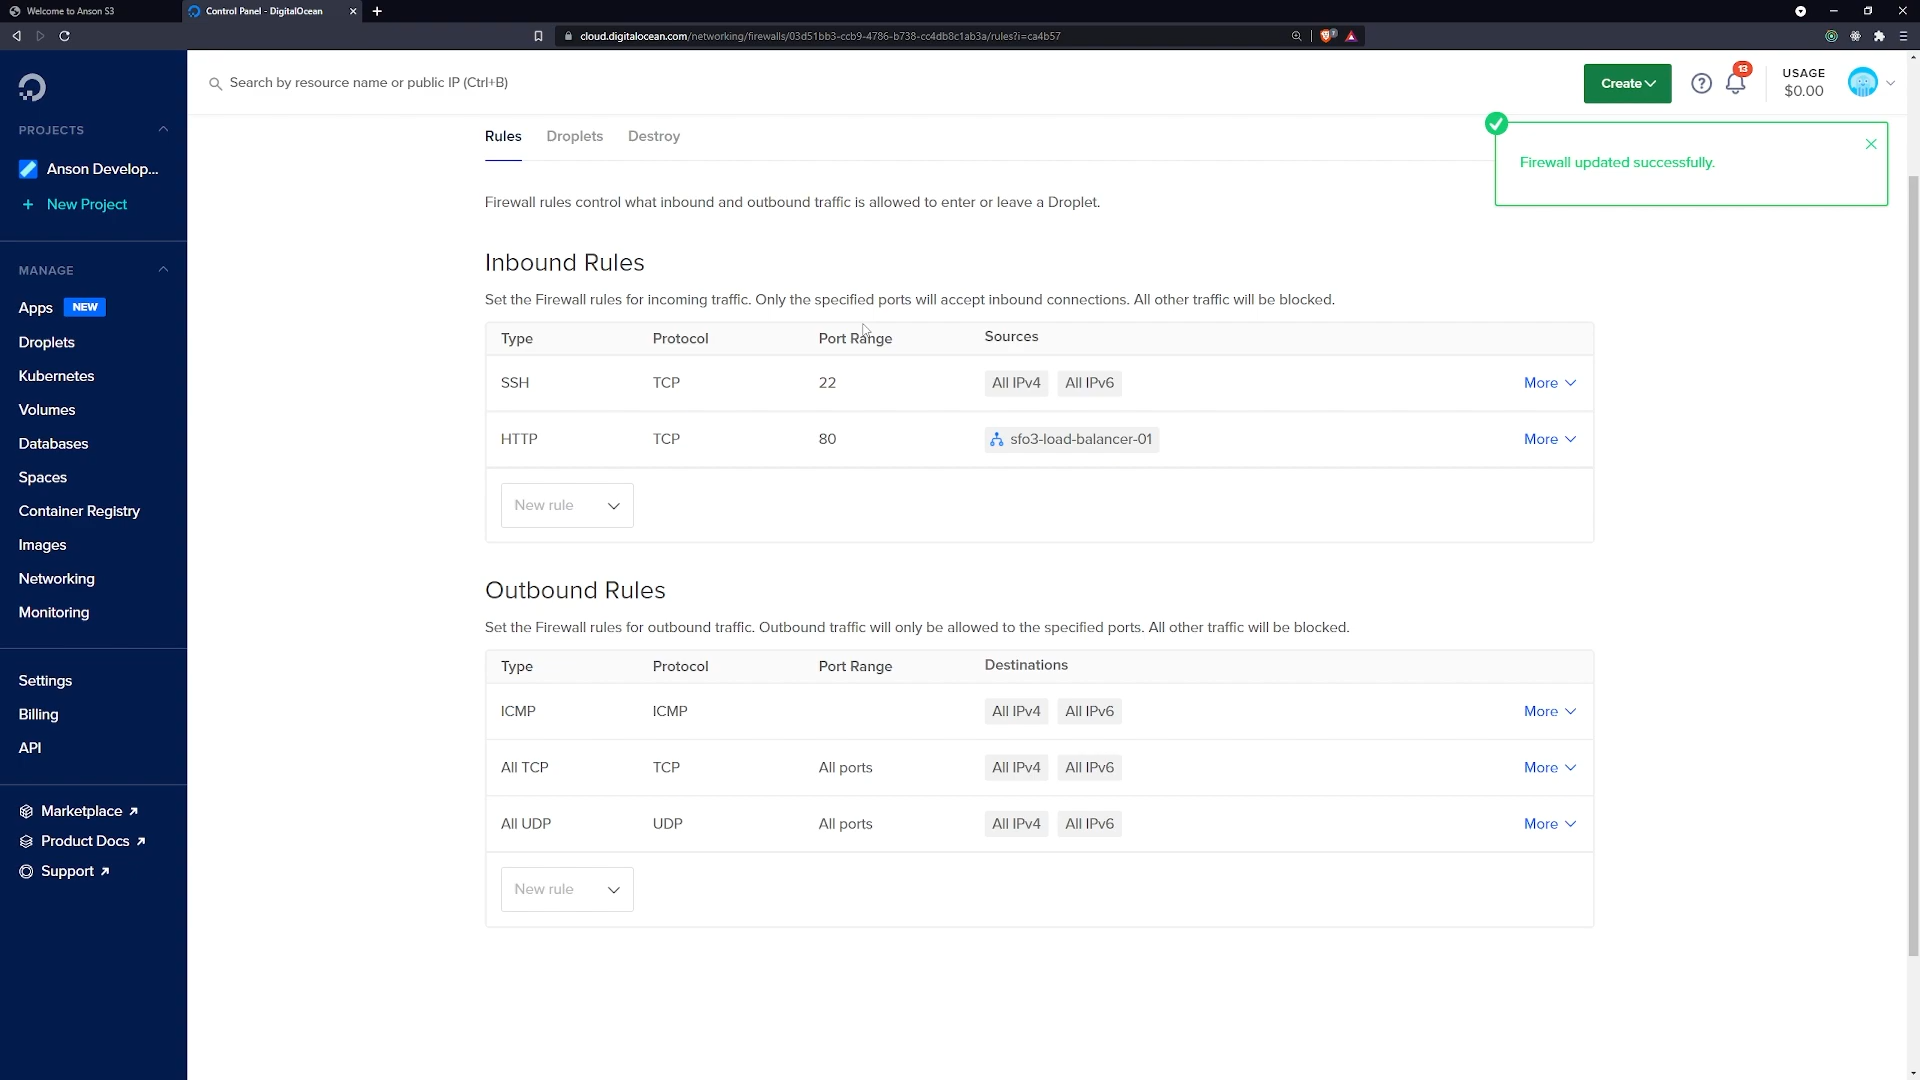 Welcome to Anson S3
Control Panel - DigitalOcean
cloud.digitalocean.com/networking/firewalls/03d51bb3-ccb9-4786-b738-cc4db8c1ab3a/rules?i=ca4b57
Search by resource name or public IP (Ctrl+B)
Create
13
USAGE
$0.00
PROJECTS
Anson Develop...
+ New Project
MANAGE
Apps NEW
Droplets
Kubernetes
Volumes
Databases
Spaces
Container Registry
Images
Networking
Monitoring
Settings
Billing
API
Marketplace
Product Docs
Support
Rules Droplets Destroy
Firewall updated successfully.
Firewall rules control what inbound and outbound traffic is allowed to enter or leave a Droplet.
Inbound Rules
Set the Firewall rules for incoming traffic. Only the specified ports will accept inbound connections. All other traffic will be blocked.
Type Protocol Port Range Sources
SSH TCP 22 All IPv4 All IPv6 More
HTTP TCP 80 sfo3-load-balancer-01 More
New rule
Outbound Rules
Set the Firewall rules for outbound traffic. Outbound traffic will only be allowed to the specified ports. All other traffic will be blocked.
Type Protocol Port Range Destinations
ICMP ICMP All IPv4 All IPv6 More
All TCP TCP All ports All IPv4 All IPv6 More
All UDP UDP All ports All IPv4 All IPv6 More
New rule